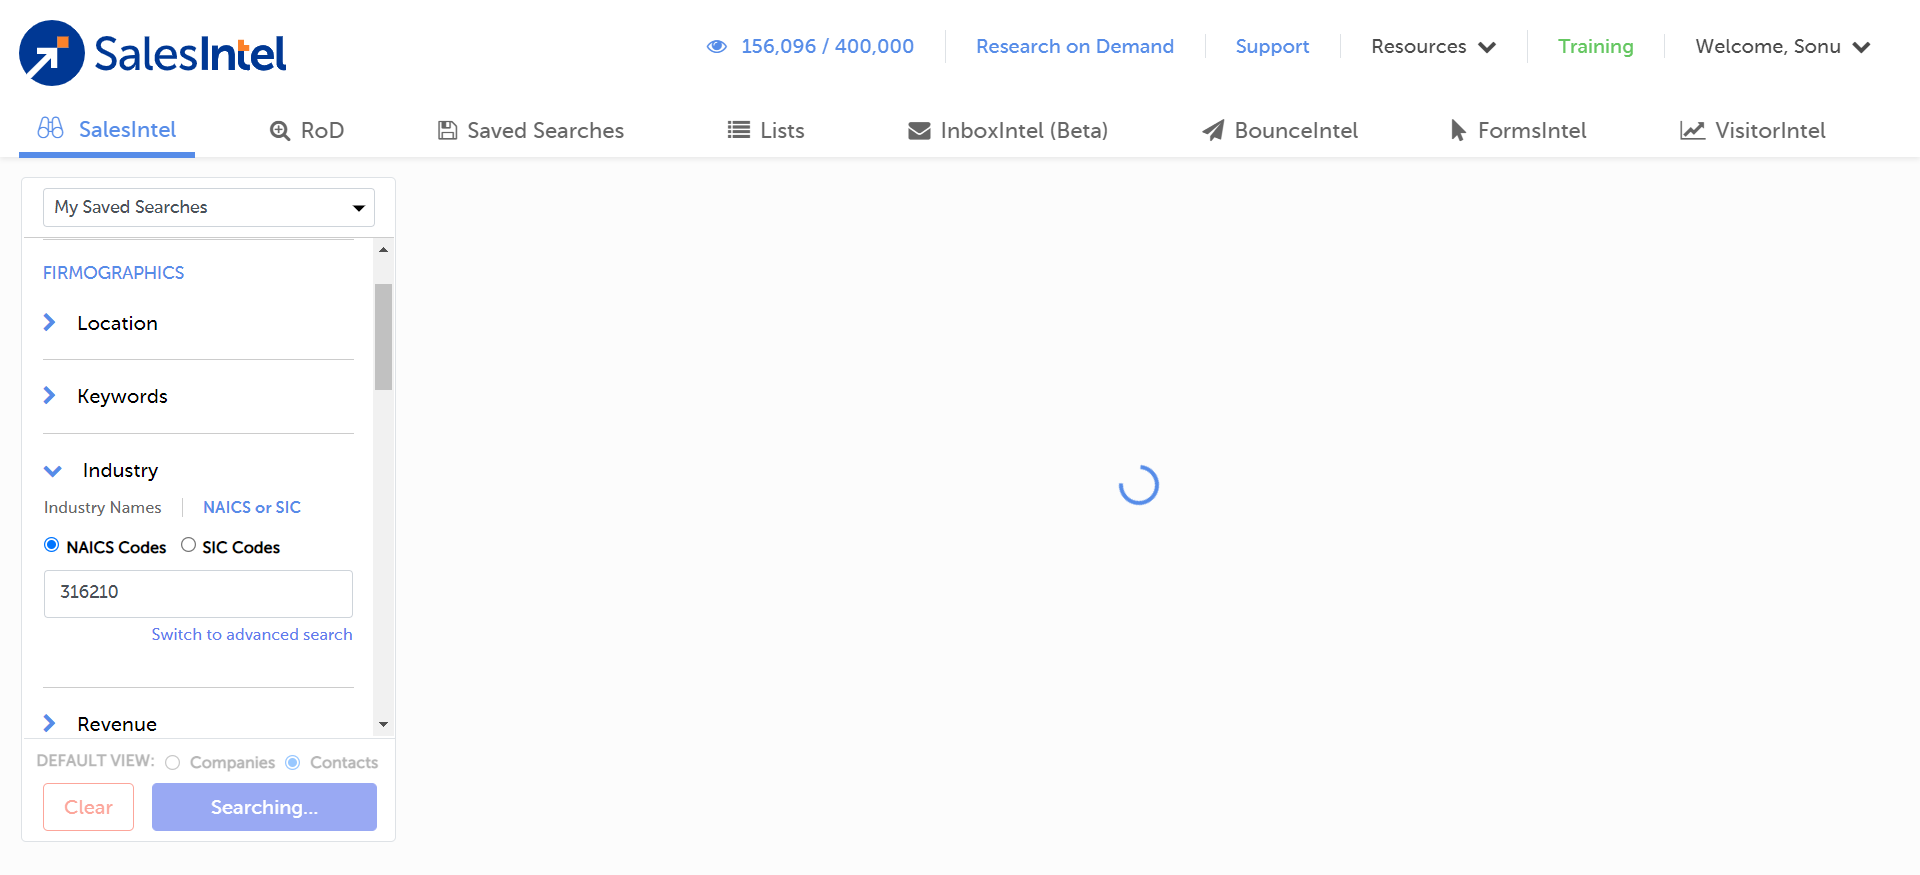 SalesIntel
156,096 / 400,000
Research on Demand
Support
Resources
Training
Welcome, Sonu
SalesIntel
RoD
Saved Searches
Lists
InboxIntel (Beta)
BounceIntel
FormsIntel
VisitorIntel
My Saved Searches
FIRMOGRAPHICS
Location
Keywords
Industry
Industry Names
NAICS or SIC
NAICS Codes
SIC Codes
316210
Switch to advanced search
Revenue
DEFAULT VIEW:
Companies
Contacts
Clear
Searching...